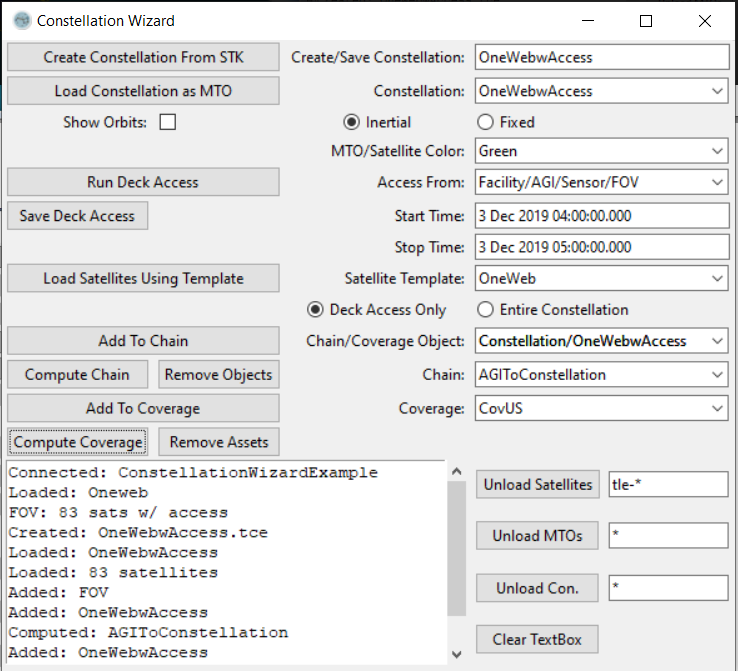 Constellation Wizard
Create Constellation From STK Create/Save Constellation: OneWebwAccess
Load Constellation as MTO Constellation: OneWebwAccess
Show Orbits: Inertial Fixed
MTO/Satellite Color: Green
Run Deck Access Access From: Facility/AGI/Sensor/FOV
Save Deck Access Start Time: 3 Dec 2019 04:00:00.000
Stop Time: 3 Dec 2019 05:00:00.000
Load Satellites Using Template Satellite Template: OneWeb
Deck Access Only Entire Constellation
Add To Chain Chain/Coverage Object: Constellation/OneWebwAccess
Compute Chain Remove Objects Chain: AGIToConstellation
Add To Coverage Coverage: CovUS
Compute Coverage Remove Assets
Connected: ConstellationWizardExample
Loaded: Oneweb
FOV: 83 sats w/ access
Created: OneWebwAccess.tce
Loaded: OneWebwAccess
Loaded: 83 satellites
Added: FOV
Added: OneWebwAccess
Computed: AGIToConstellation
Added: OneWebwAccess
Unload Satellites tle-*
Unload MTOs *
Unload Con. *
Clear TextBox